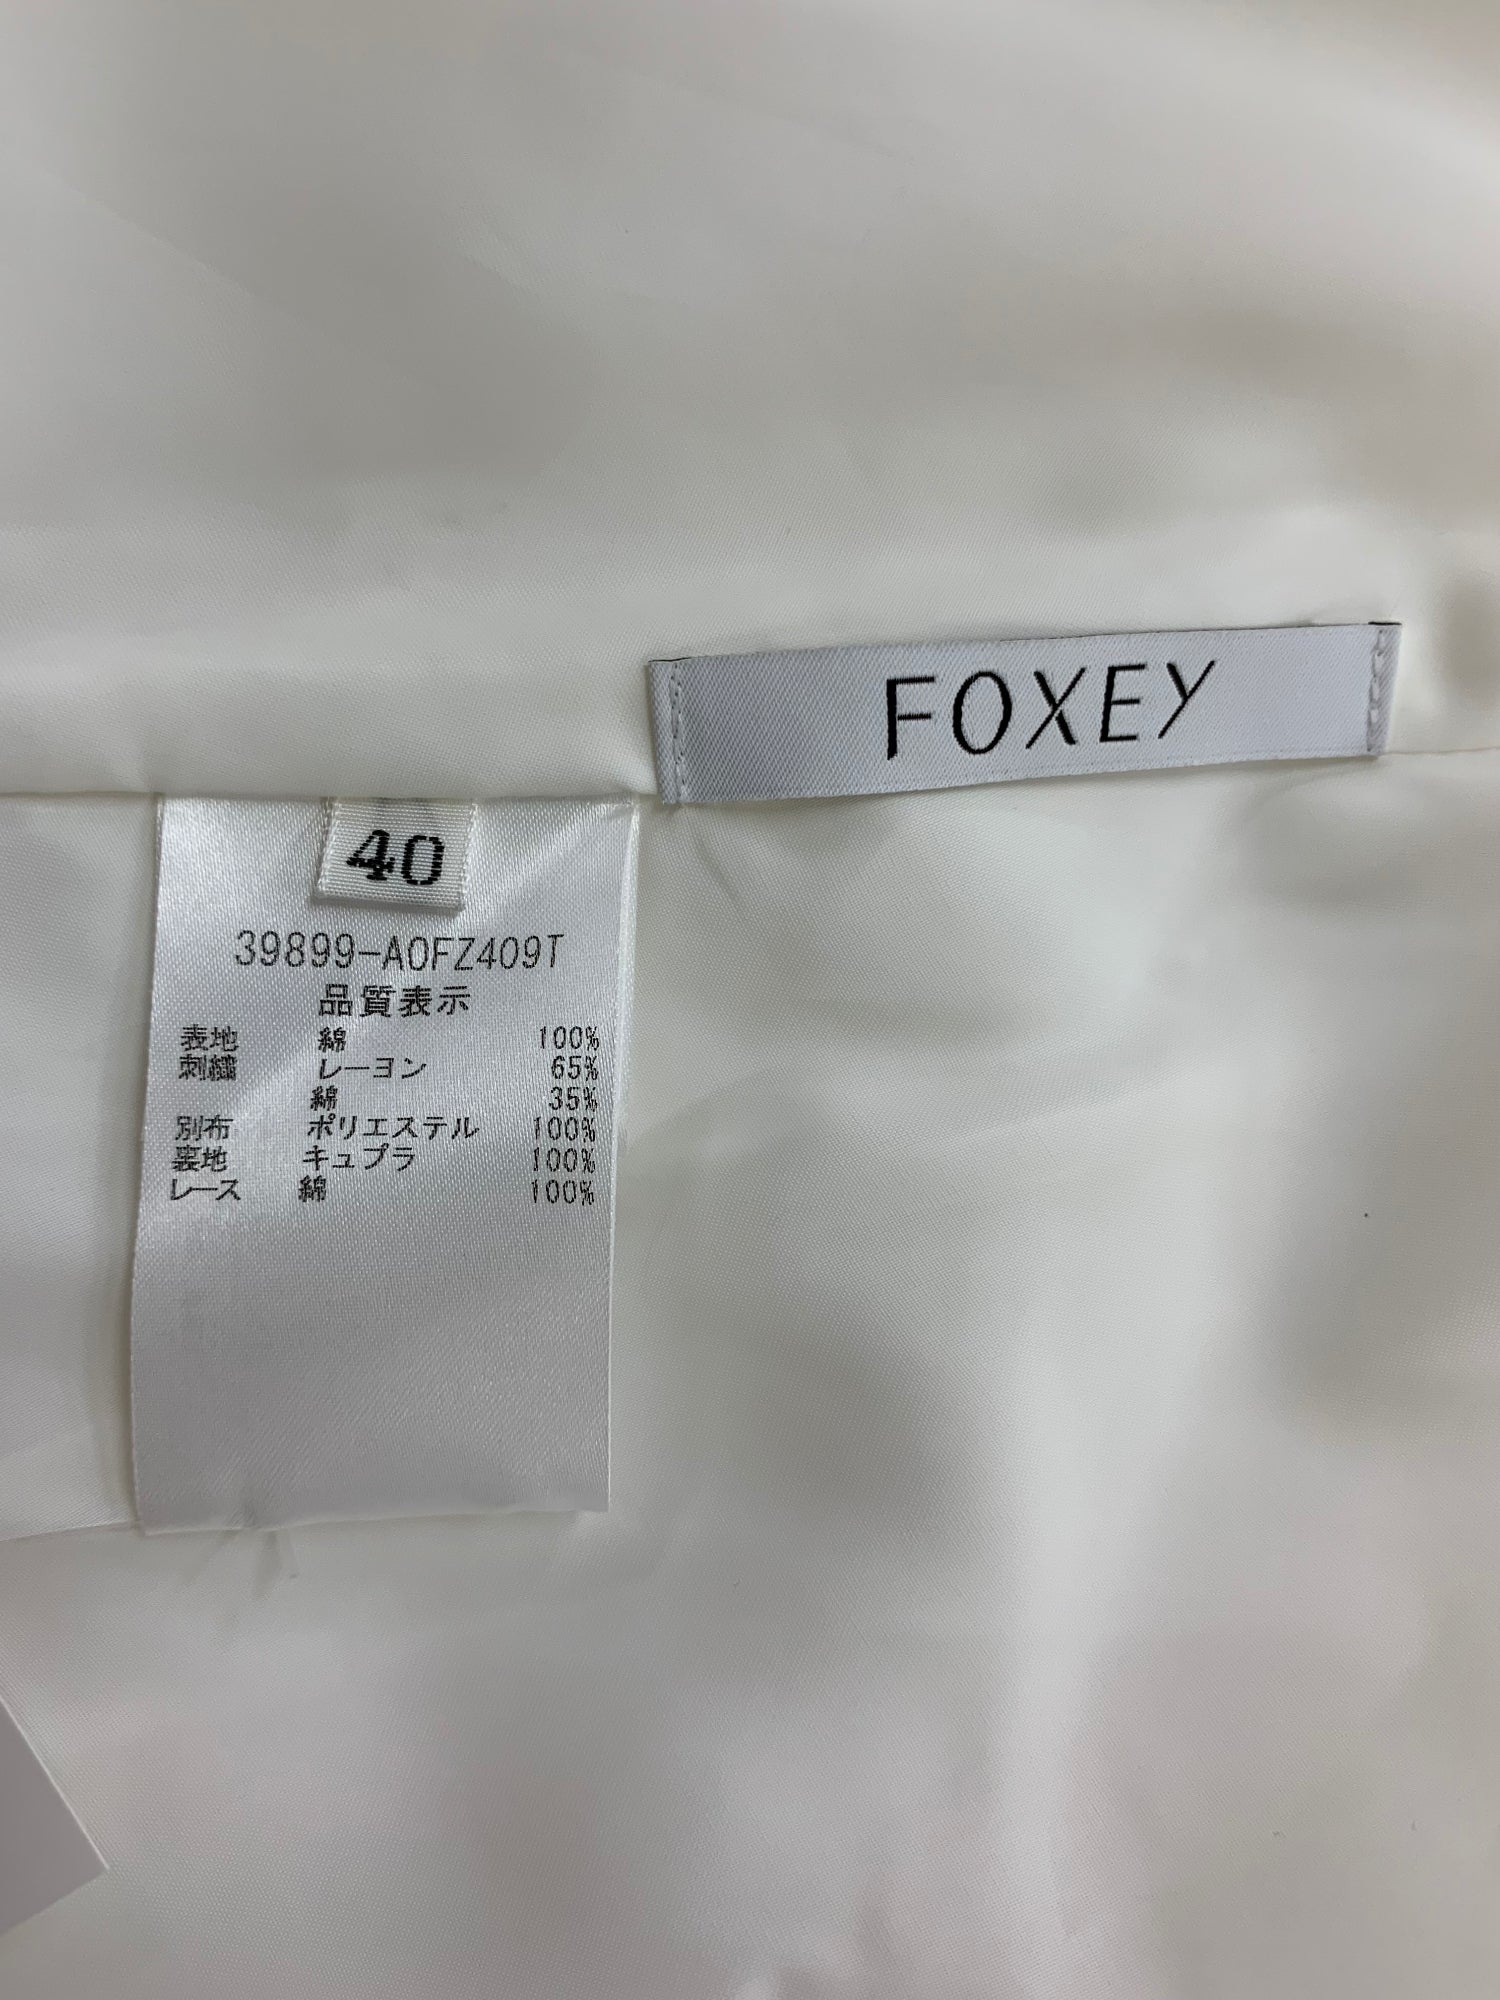 FOXEY
40
39899-A0FZ409T
品質表示
表地 綿 100%
刺繍 レーヨン 65%
綿 35%
別布 ポリエステル 100%
裏地 キュプラ 100%
レース 綿 100%